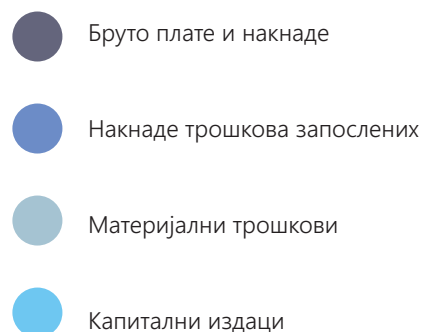 Бруто плате и накнаде
Накнаде трошкова запослених
Материјални трошкови
Капитални издаци